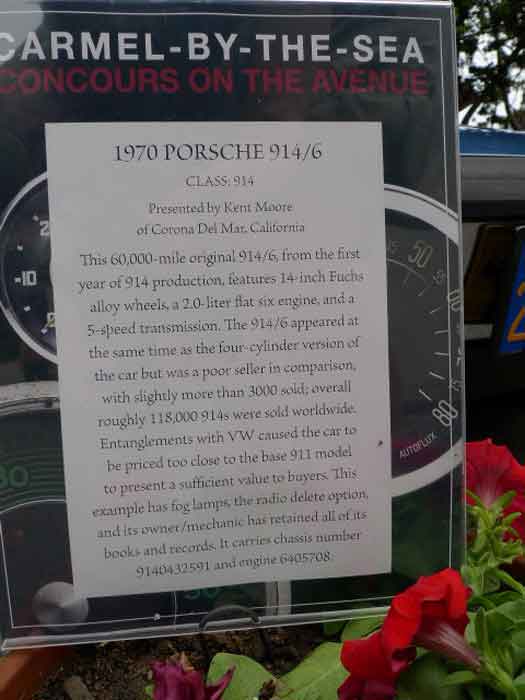 CARMEL-BY-THE-SEA
CONCOURS ON THE AVENUE
1970 PORSCHE 914/6
CLASS: 914
Presented by Kent Moore
of Corona Del Mar, California
This 60,000-mile original 914/6, from the first
year of 914 production, features 14-inch Fuchs
alloy wheels, a 2.0-liter flat six engine, and a
5-speed transmission. The 914/6 appeared at
the same time as the four-cylinder version of
the car but was a poor seller in comparison,
with slightly more than 3000 sold; overall
roughly 118,000 914s were sold worldwide.
Entanglements with VW caused the car to
be priced too close to the base 911 model
to present a sufficient value to buyers. This
example has fog lamps, the radio delete option,
and its owner/mechanic has retained all of its
books and records. It carries chassis number
9140432591 and engine 6405708.
10
50
60
80
AUTOFLUX